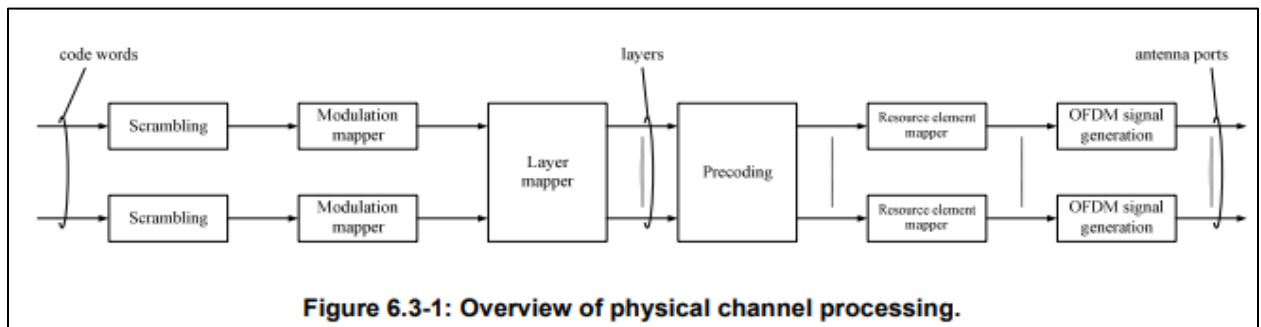 code words
layers
antenna ports
Scrambling
Modulation
mapper
Layer
mapper
Precoding
Resource element
mapper
OFDM signal
generation
Scrambling
Modulation
mapper
Resource element
mapper
OFDM signal
generation
Figure 6.3-1: Overview of physical channel processing.